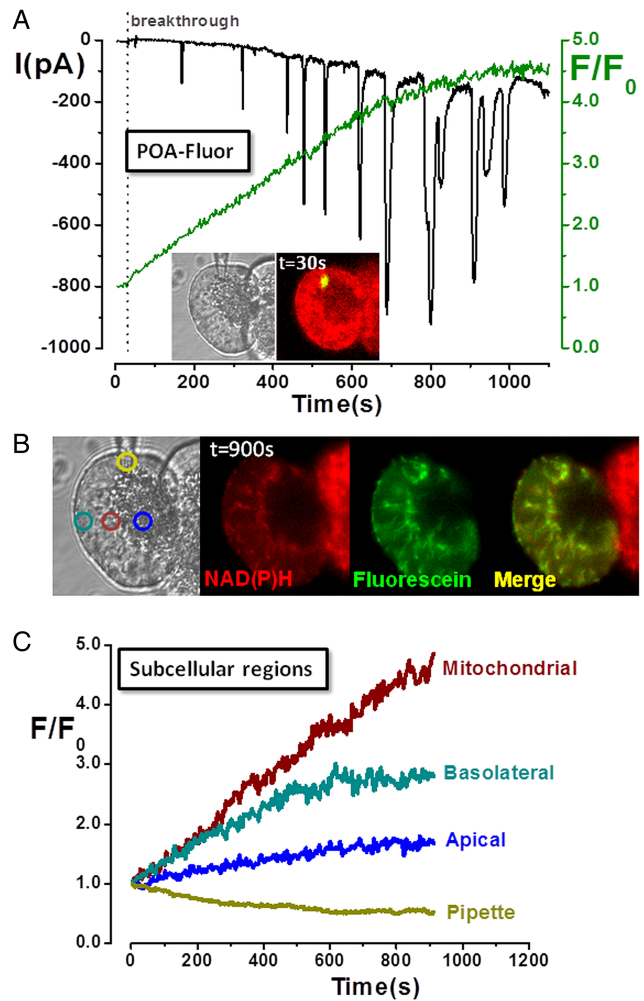 A
breakthrough
I(pA)
0
-200
-400
-600
-800
-1000
5.0
4.0
3.0
2.0
1.0
0.0
F/F0
POA-Fluor
t=30s
0
200
400
600
800
1000
Time(s)
B
t=900s
NAD(P)H
Fluorescein
Merge
C
5.0
4.0
3.0
2.0
1.0
0.0
F/F0
Subcellular regions
Mitochondrial
Basolateral
Apical
Pipette
0
200
400
600
800
1000
1200
Time(s)